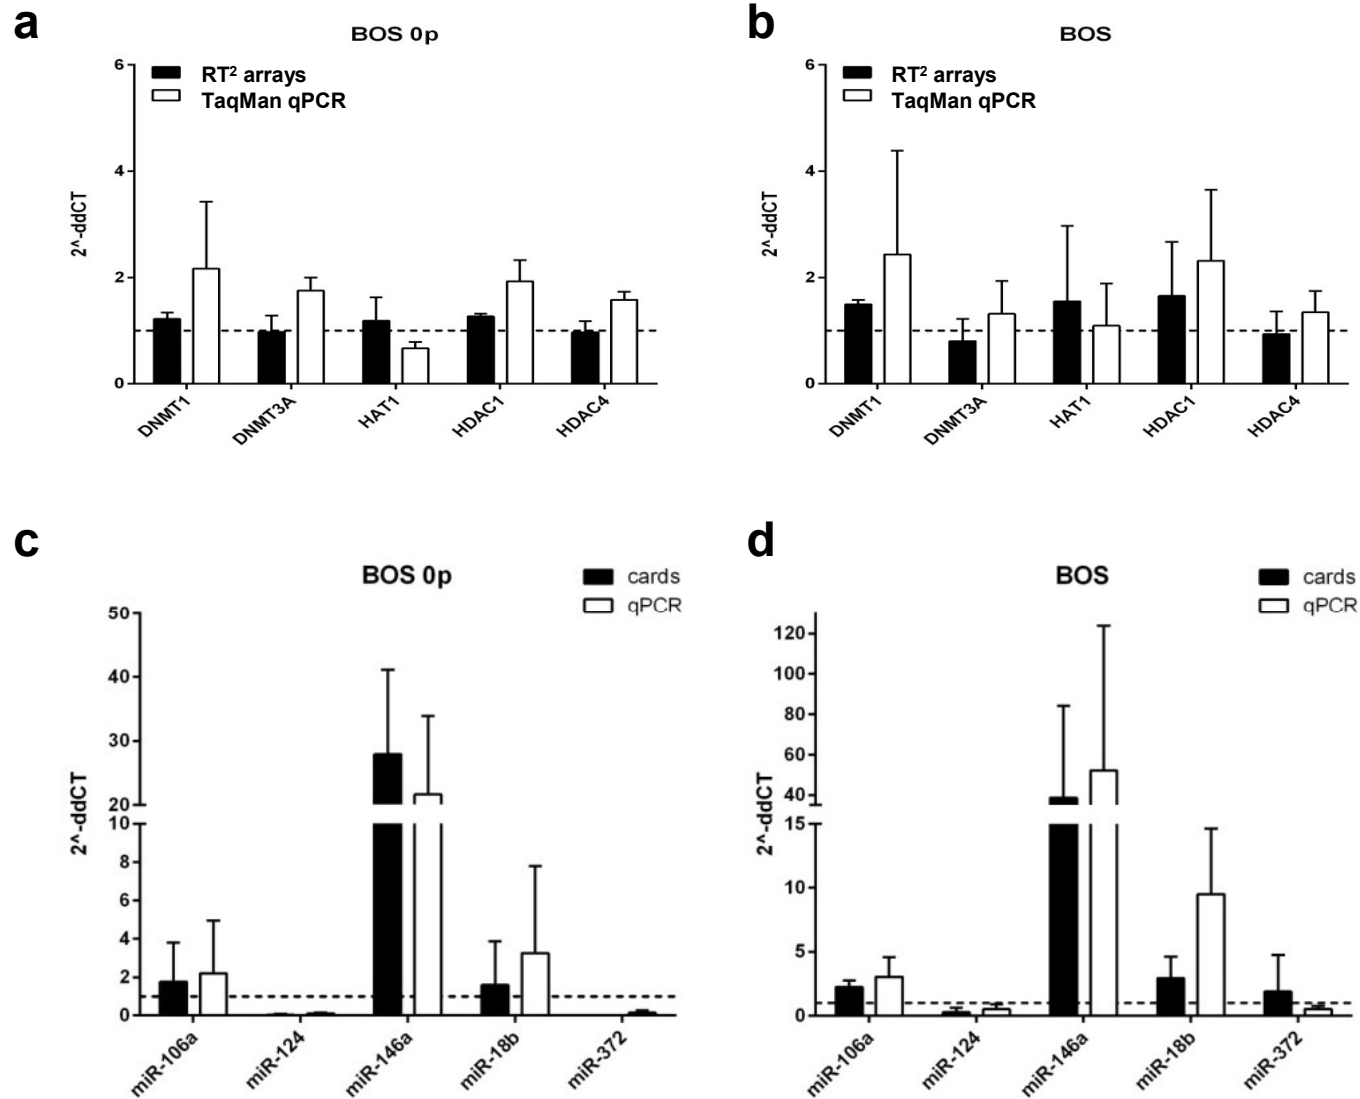 a
BOS 0p
RT² arrays
TaqMan qPCR
2^-ddCT
6
4
2
0
DNMT1
DNMT3A
HAT1
HDAC1
HDAC4
b
BOS
RT² arrays
TaqMan qPCR
2^-ddCT
6
4
2
0
DNMT1
DNMT3A
HAT1
HDAC1
HDAC4
c
BOS 0p
cards
qPCR
2^-ddCT
50
40
30
20
10
8
6
4
2
0
miR-106a
miR-124
miR-146a
miR-18b
miR-372
d
BOS
cards
qPCR
2^-ddCT
120
100
80
60
40
15
10
5
0
miR-106a
miR-124
miR-146a
miR-18b
miR-372